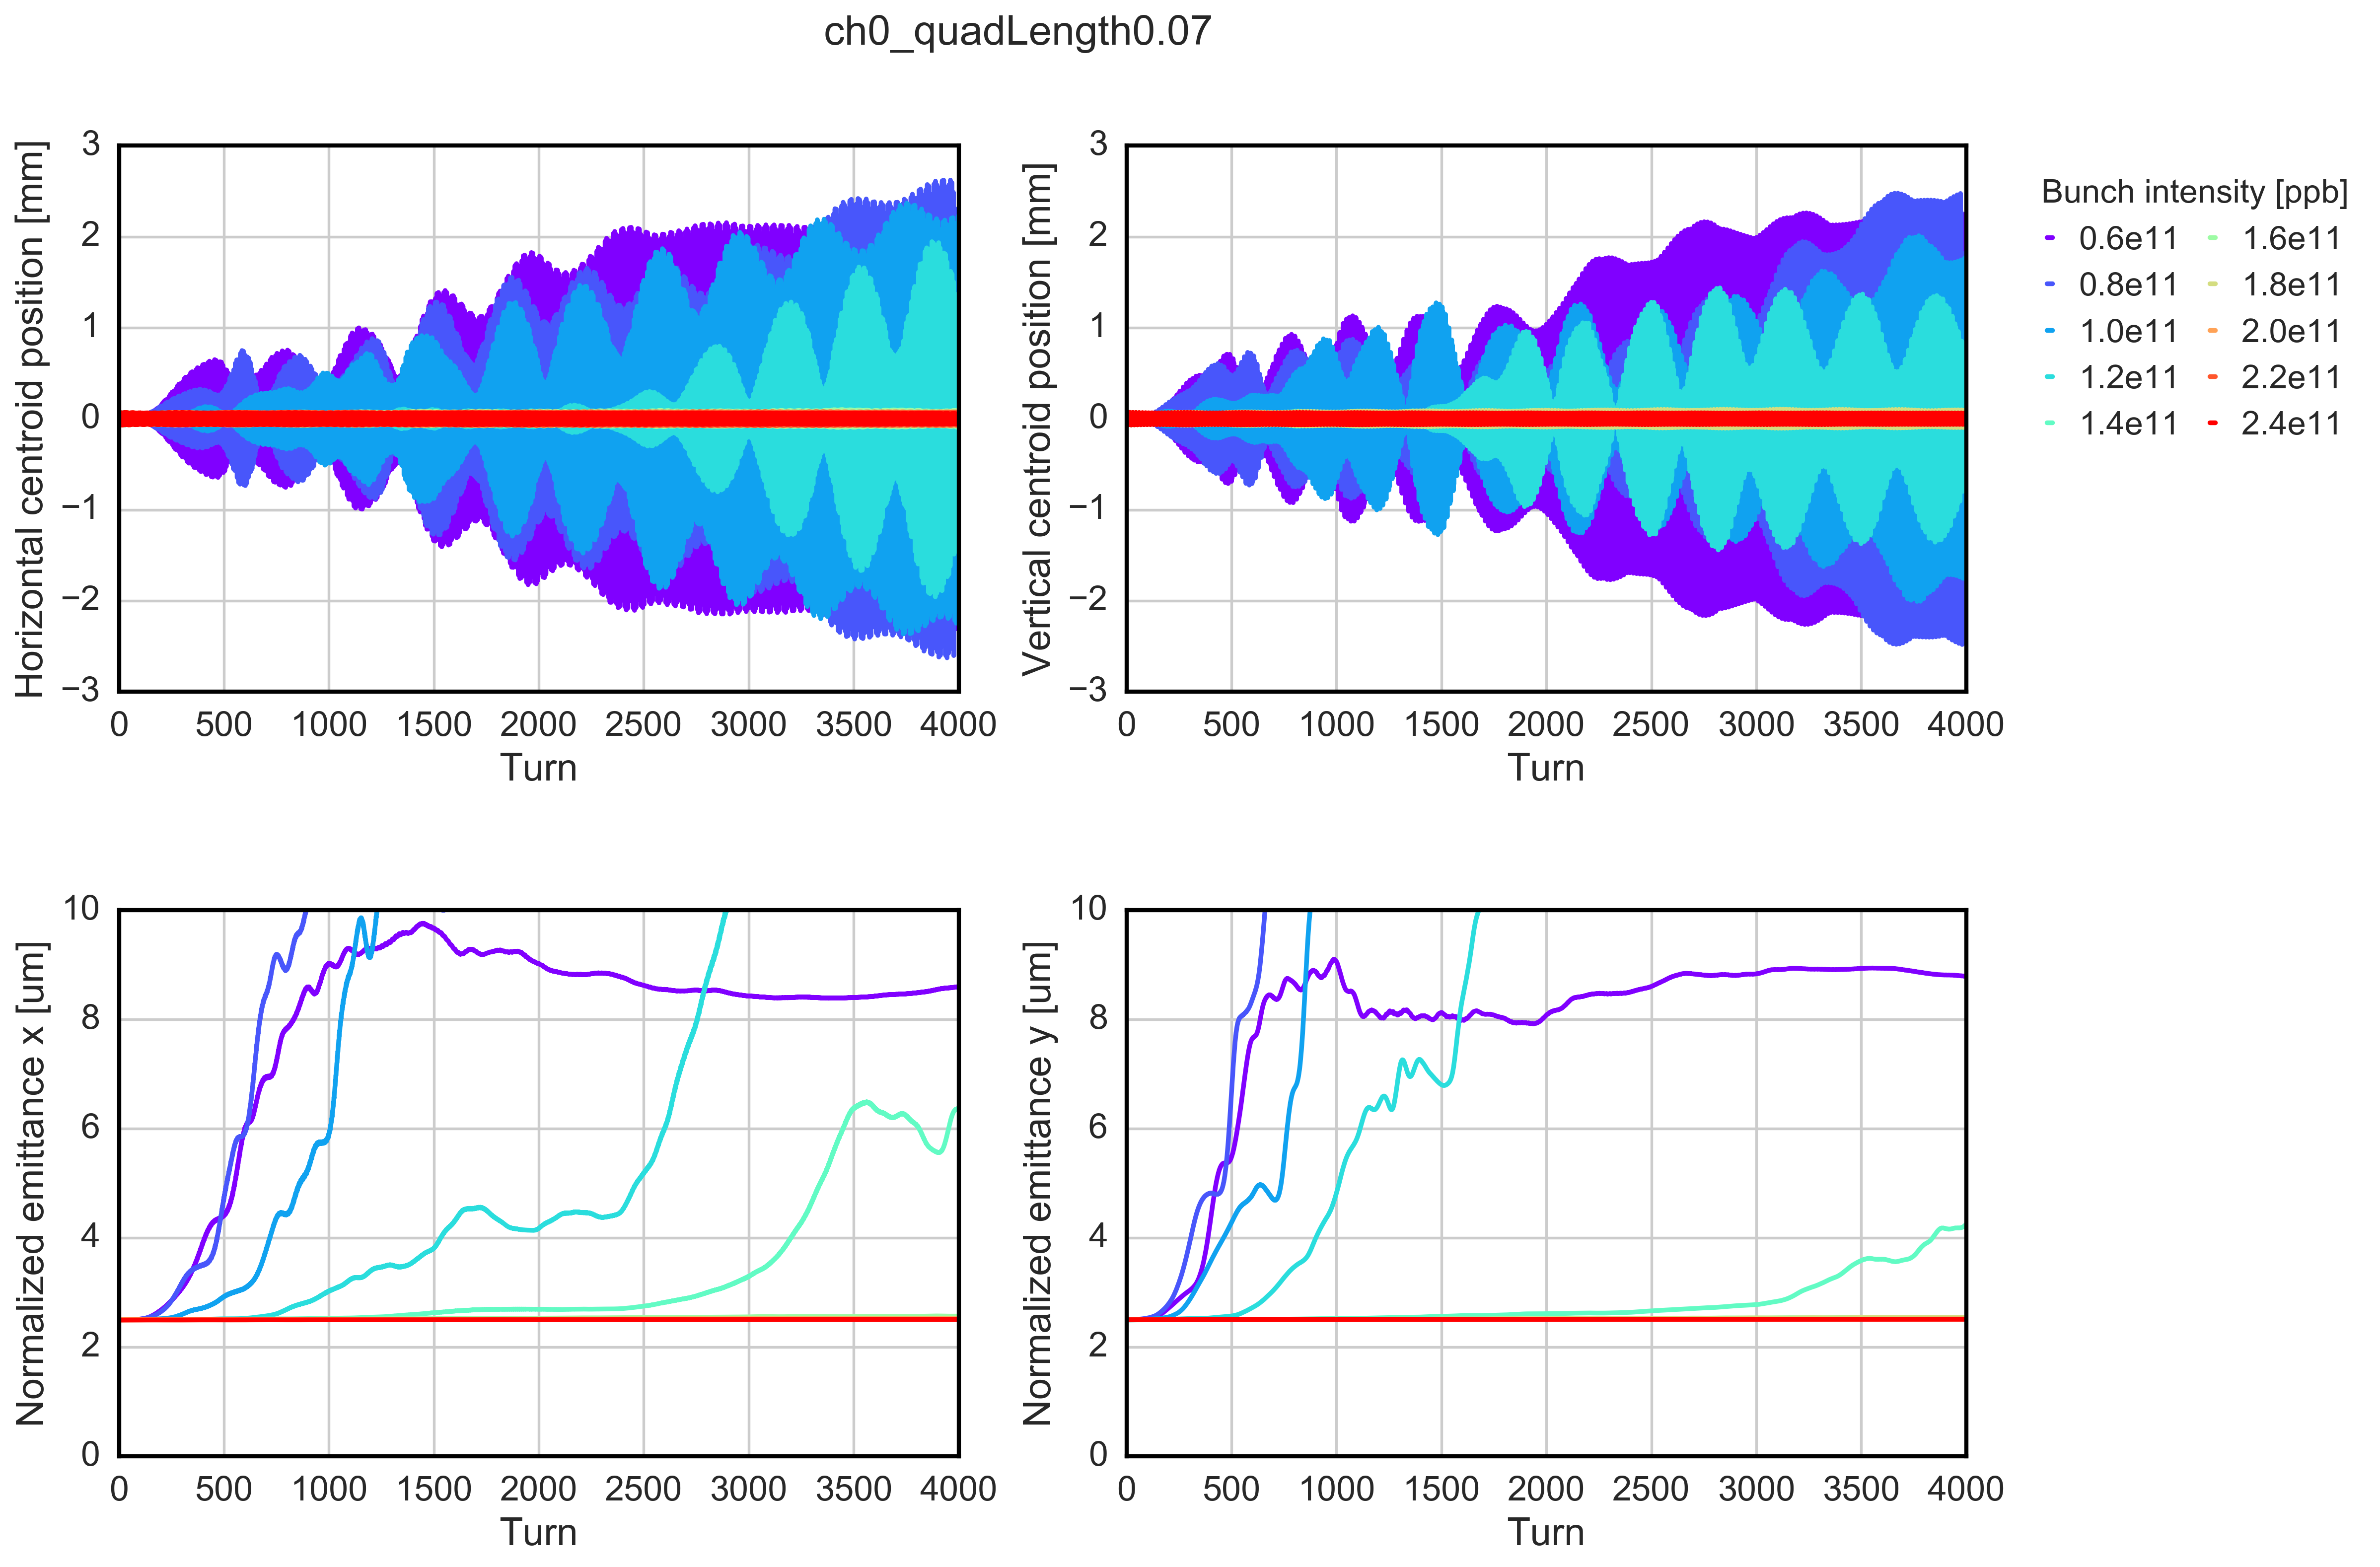 ch0_quadLength0.07
Horizontal centroid position [mm]
3
2
1
0
−1
−2
−3
0 500 1000 1500 2000 2500 3000 3500 4000
Turn
Vertical centroid position [mm]
3
2
1
0
−1
−2
−3
0 500 1000 1500 2000 2500 3000 3500 4000
Turn
Bunch intensity [ppb]
0.6e11 1.6e11
0.8e11 1.8e11
1.0e11 2.0e11
1.2e11 2.2e11
1.4e11 2.4e11
Normalized emittance x [um]
10
8
6
4
2
0
0 500 1000 1500 2000 2500 3000 3500 4000
Turn
Normalized emittance y [um]
10
8
6
4
2
0
0 500 1000 1500 2000 2500 3000 3500 4000
Turn